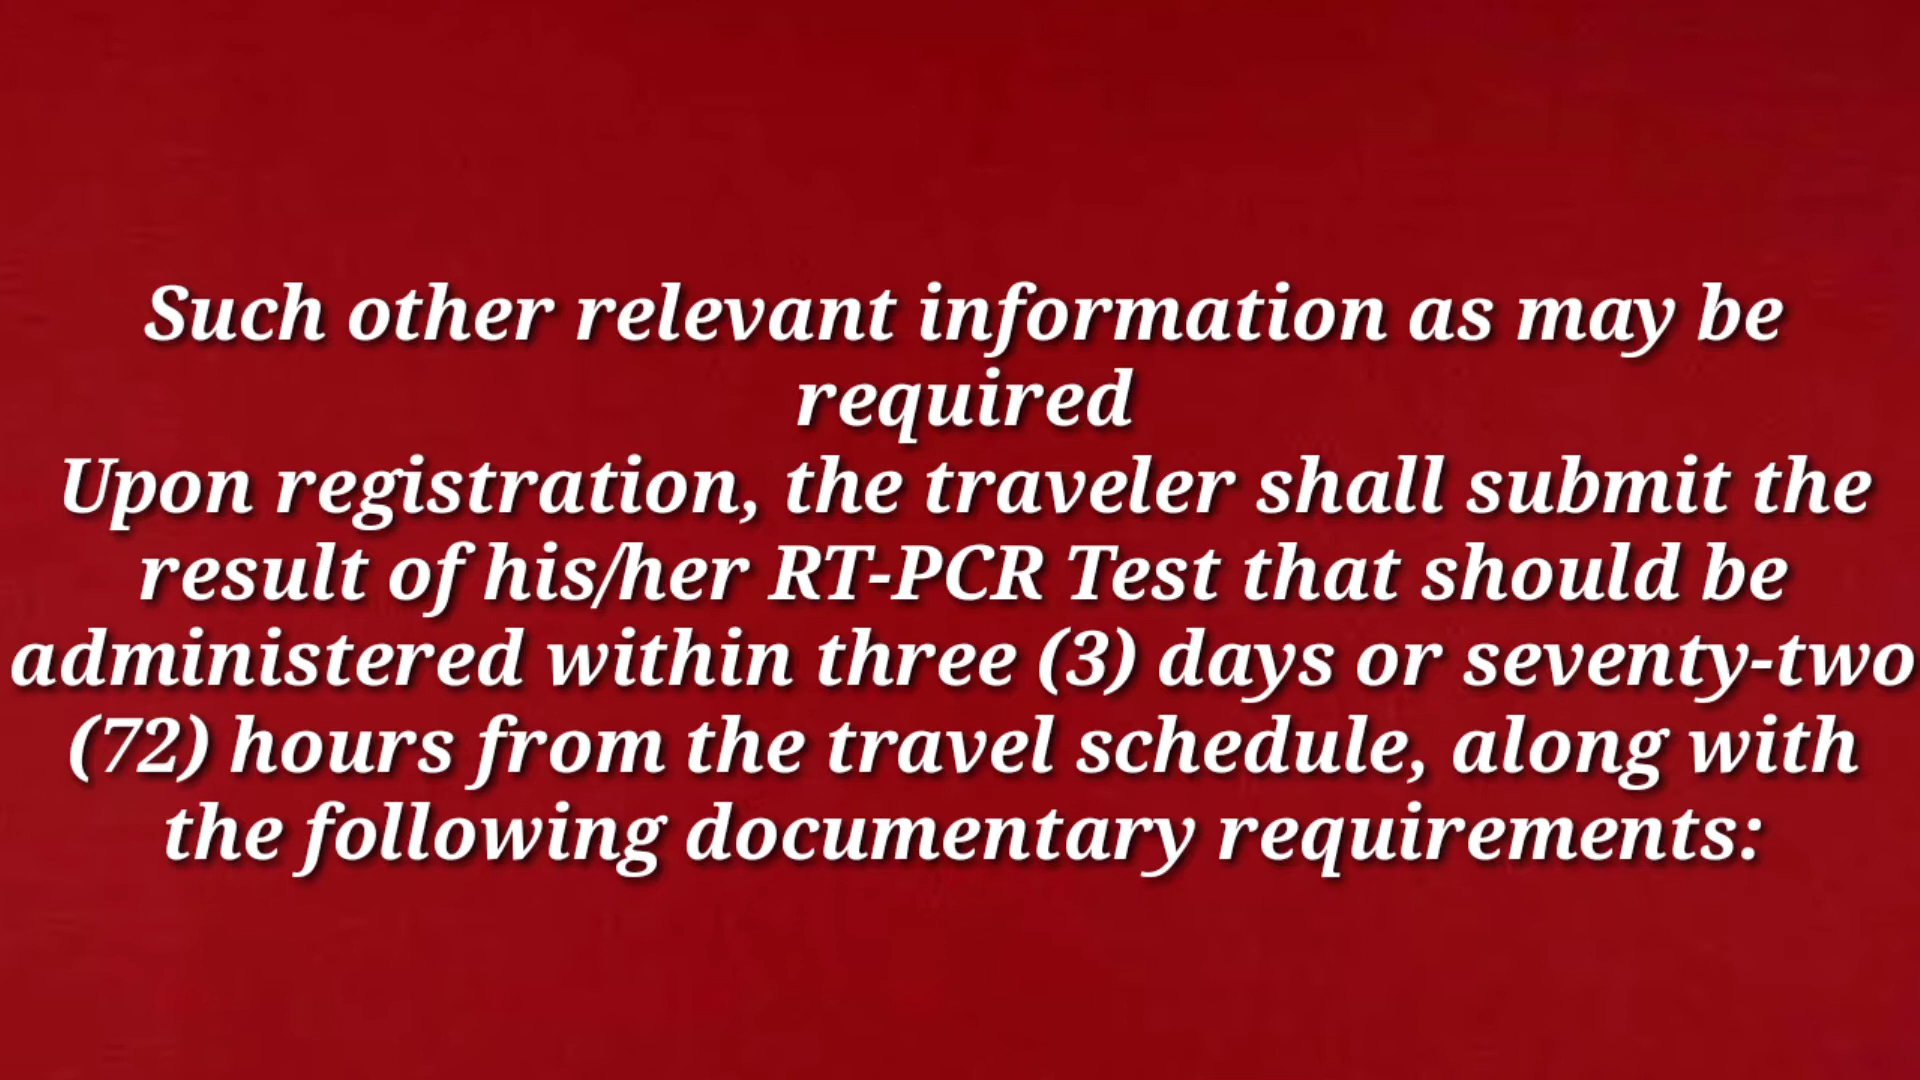 Such other relevant information as may be
required
Upon registration, the traveler shall submit the
result of his/her RT-PCR Test that should be
administered within three (3) days or seventy-two
(72) hours from the travel schedule, along with
the following documentary requirements: